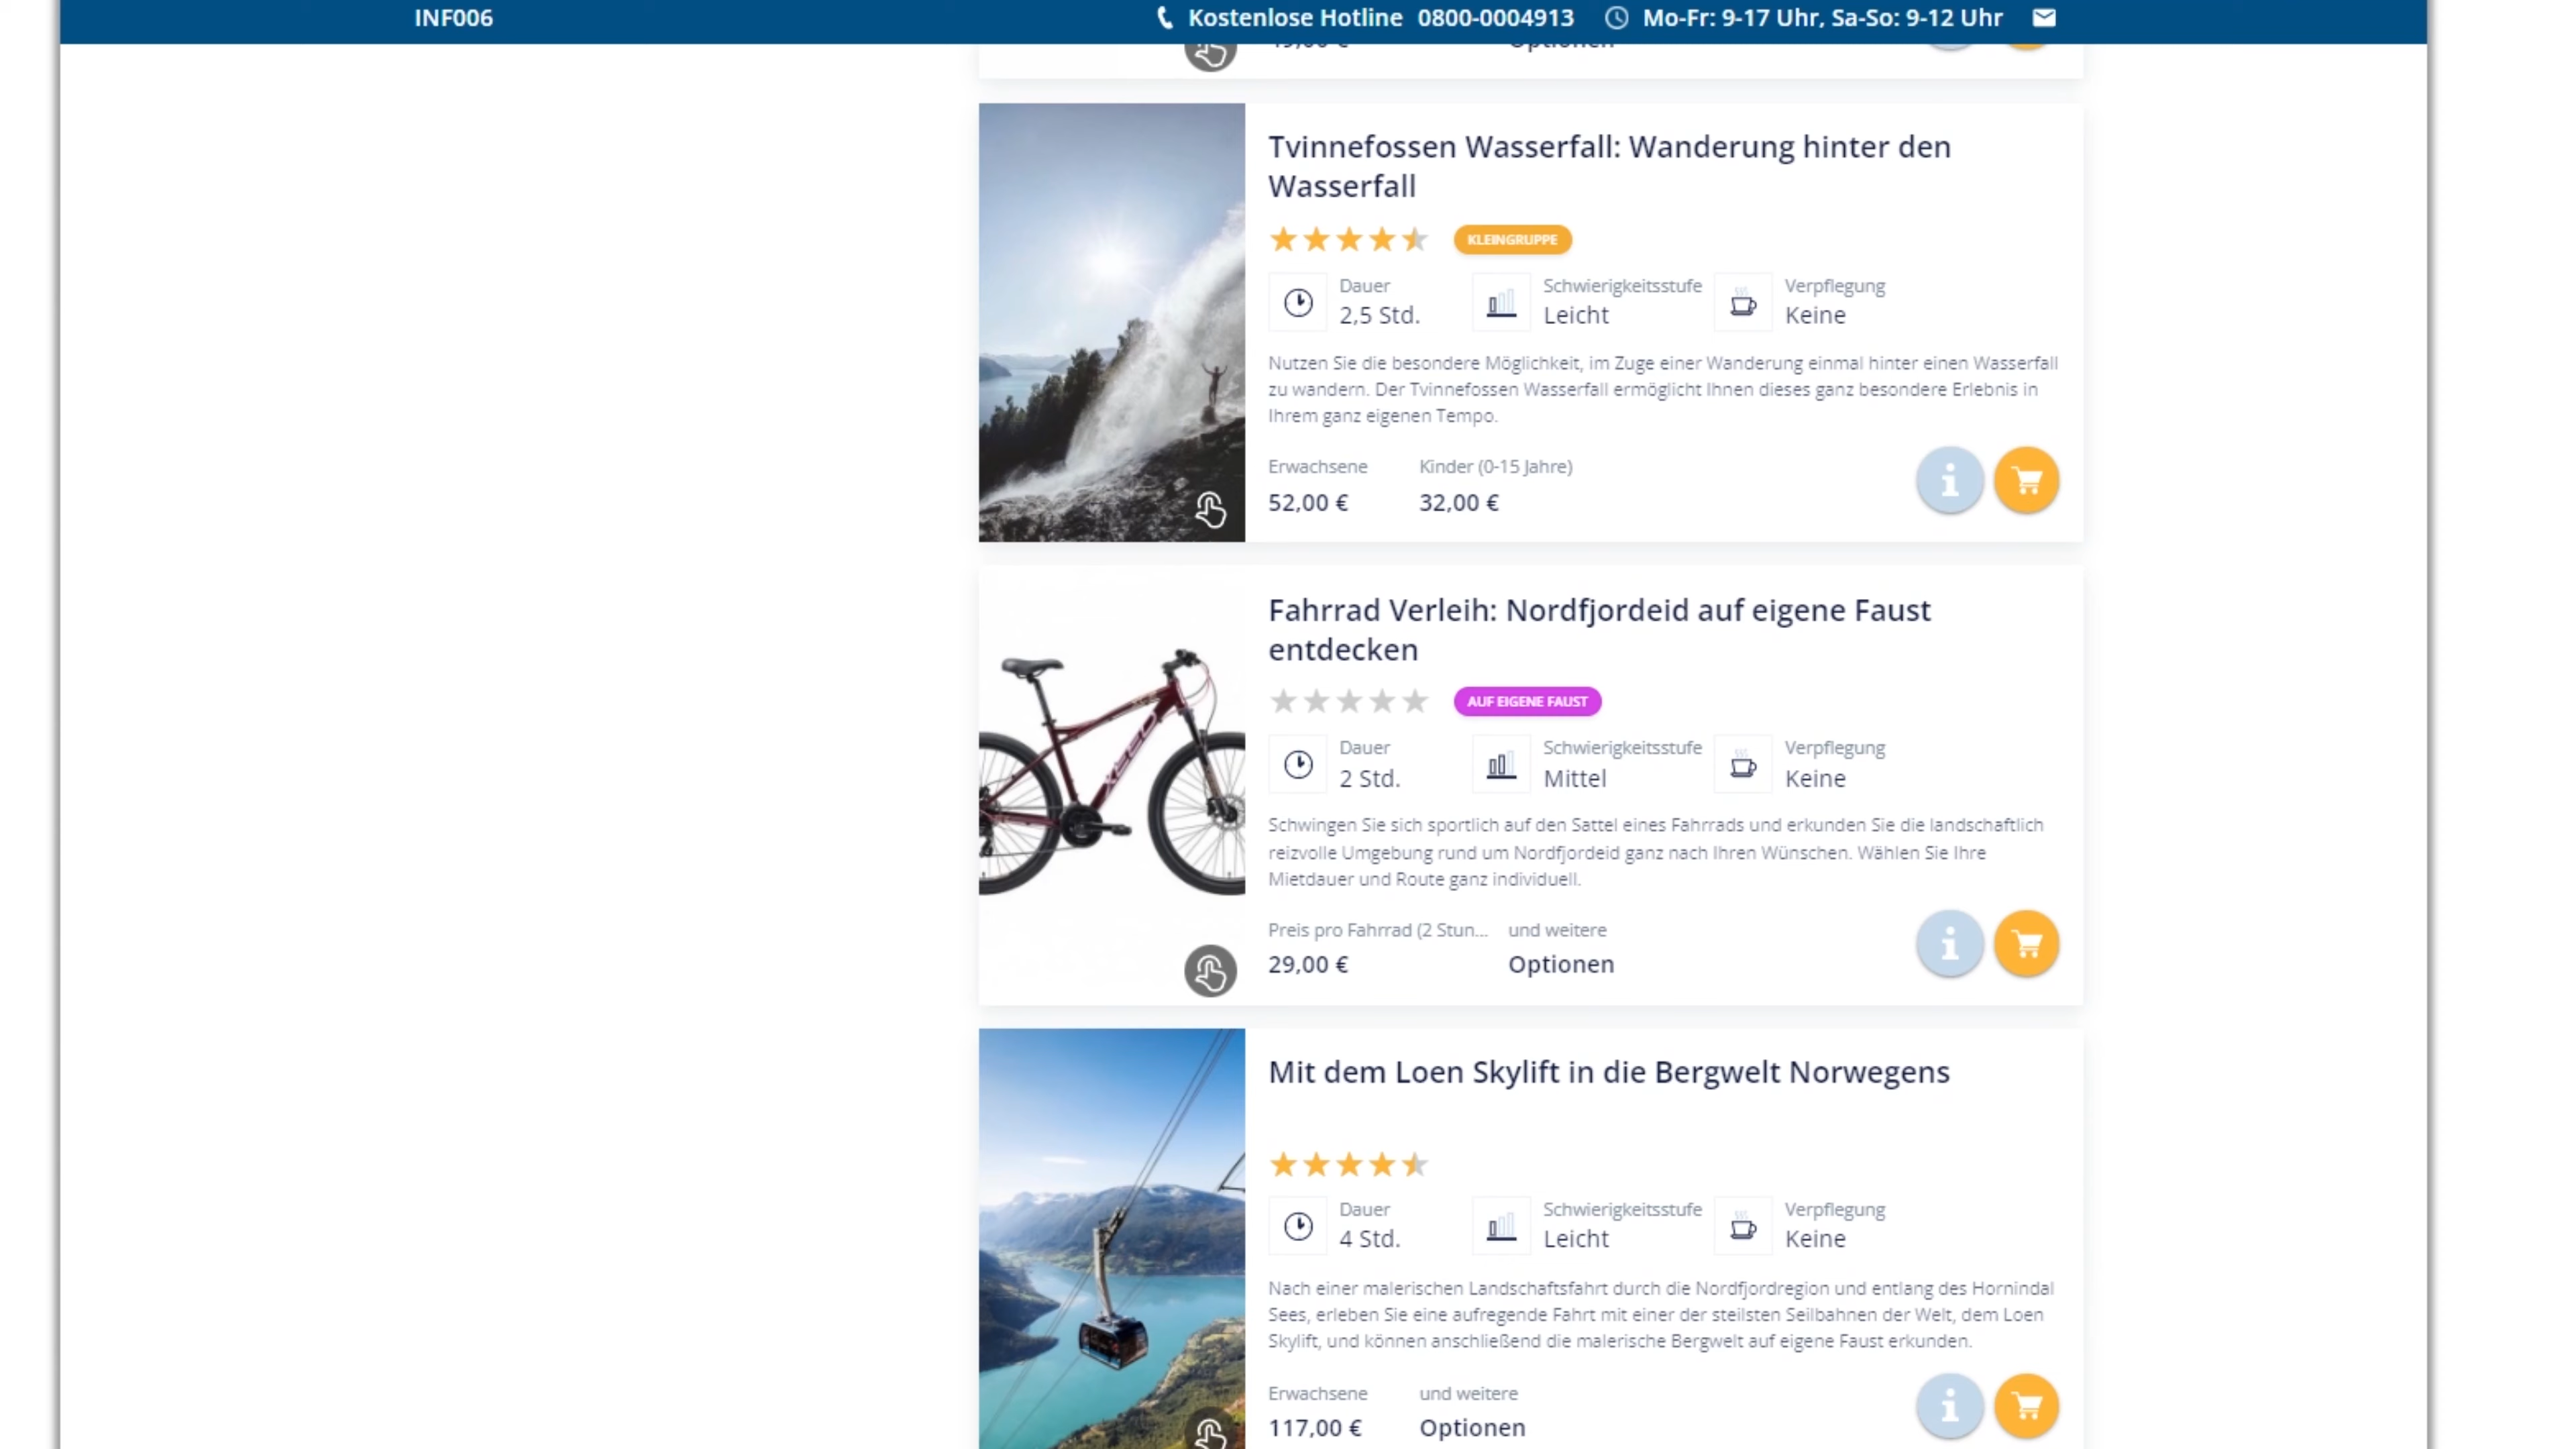 INF006
Kostenlose Hotline 0800-0004913
Mo-Fr: 9-17 Uhr, Sa-So: 9-12 Uhr
Tvinnefossen Wasserfall: Wanderung hinter den
Wasserfall
KLEINGRUPPE
Dauer
2,5 Std.
Schwierigkeitsstufe
Leicht
Verpflegung
Keine
Nutzen Sie die besondere Möglichkeit, im Zuge einer Wanderung einmal hinter einen Wasserfall
zu wandern. Der Tvinnefossen Wasserfall ermöglicht Ihnen dieses ganz besondere Erlebnis in
Ihrem ganz eigenen Tempo.
Erwachsene
52,00 €
Kinder (0-15 Jahre)
32,00 €
Fahrrad Verleih: Nordfjordeid auf eigene Faust
entdecken
AUF EIGENE FAUST
Dauer
2 Std.
Schwierigkeitsstufe
Mittel
Verpflegung
Keine
Schwingen Sie sich sportlich auf den Sattel eines Fahrrads und erkunden Sie die landschaftlich
reizvolle Umgebung rund um Nordfjordeid ganz nach Ihren Wünschen. Wählen Sie Ihre
Mietdauer und Route ganz individuell.
Preis pro Fahrrad (2 Stun...
29,00 €
und weitere
Optionen
Mit dem Loen Skylift in die Bergwelt Norwegens
Dauer
4 Std.
Schwierigkeitsstufe
Leicht
Verpflegung
Keine
Nach einer malerischen Landschaftsfahrt durch die Nordfjordregion und entlang des Hornindal
Sees, erleben Sie eine aufregende Fahrt mit einer der steilsten Seilbahnen der Welt, dem Loen
Skylift, und können anschließend die malerische Bergwelt auf eigene Faust erkunden.
Erwachsene
117,00 €
und weitere
Optionen